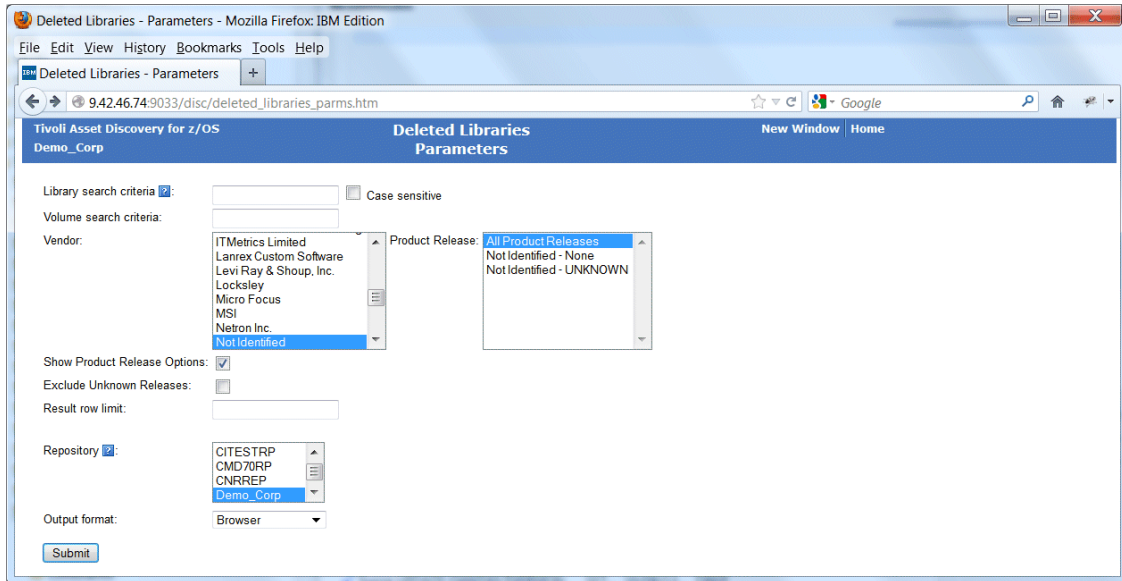 Deleted Libraries - Parameters - Mozilla Firefox: IBM Edition
File Edit View History Bookmarks Tools Help
IBM Deleted Libraries - Parameters +
9.42.46.74:9033/disc/deleted_libraries_parms.htm Google
Tivoli Asset Discovery for z/OS Deleted Libraries New Window Home
Demo_Corp Parameters
Library search criteria ?: Case sensitive
Volume search criteria:
Vendor: Product Release: All Product Releases
ITMetrics Limited Not Identified - None
Lanrex Custom Software Not Identified - UNKNOWN
Levi Ray & Shoup, Inc.
Locksley
Micro Focus
MSI
Netron Inc.
Not Identified
Show Product Release Options:
Exclude Unknown Releases:
Result row limit:
Repository ?: CITESTRP
CMD70RP
CNRREP
Demo_Corp
Output format: Browser
Submit